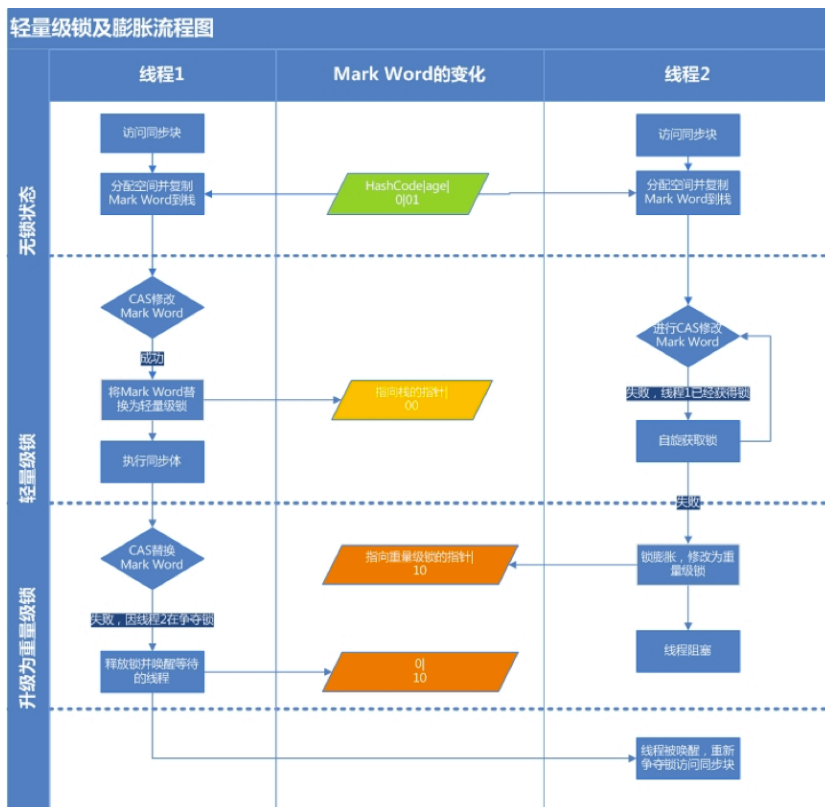 轻量级锁及膨胀流程图
线程1
Mark Word的变化
线程2
无锁状态
访问同步块
访问同步块
分配空间并复制
Mark Word到栈
HashCode|age|
0|01
分配空间并复制
Mark Word到栈
轻量级锁
CAS修改
Mark Word
进行CAS修改
Mark Word
成功
将Mark Word替
换为轻量级锁
指向栈的指针|
00
失败，线程1已经获得锁
执行同步体
自旋获取锁
失败
升级为重量级锁
CAS替换
Mark Word
指向重量级锁的指针|
10
锁膨胀，修改为重
量级锁
失败，因线程2在争夺锁
释放锁并唤醒等待
的线程
0|
10
线程阻塞
线程被唤醒，重新
争夺锁访问同步块